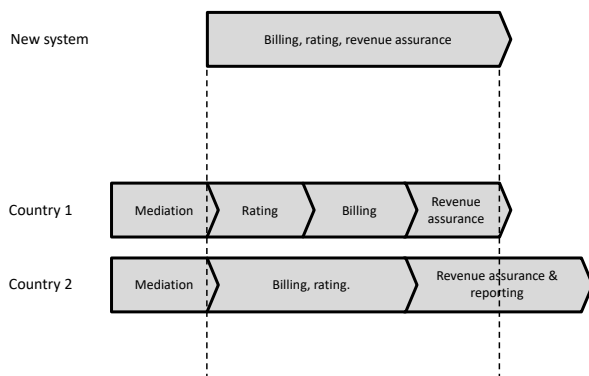 New system
Billing, rating, revenue assurance
Country 1
Mediation
Rating
Billing
Revenue
assurance
Country 2
Mediation
Billing, rating.
Revenue assurance &
reporting